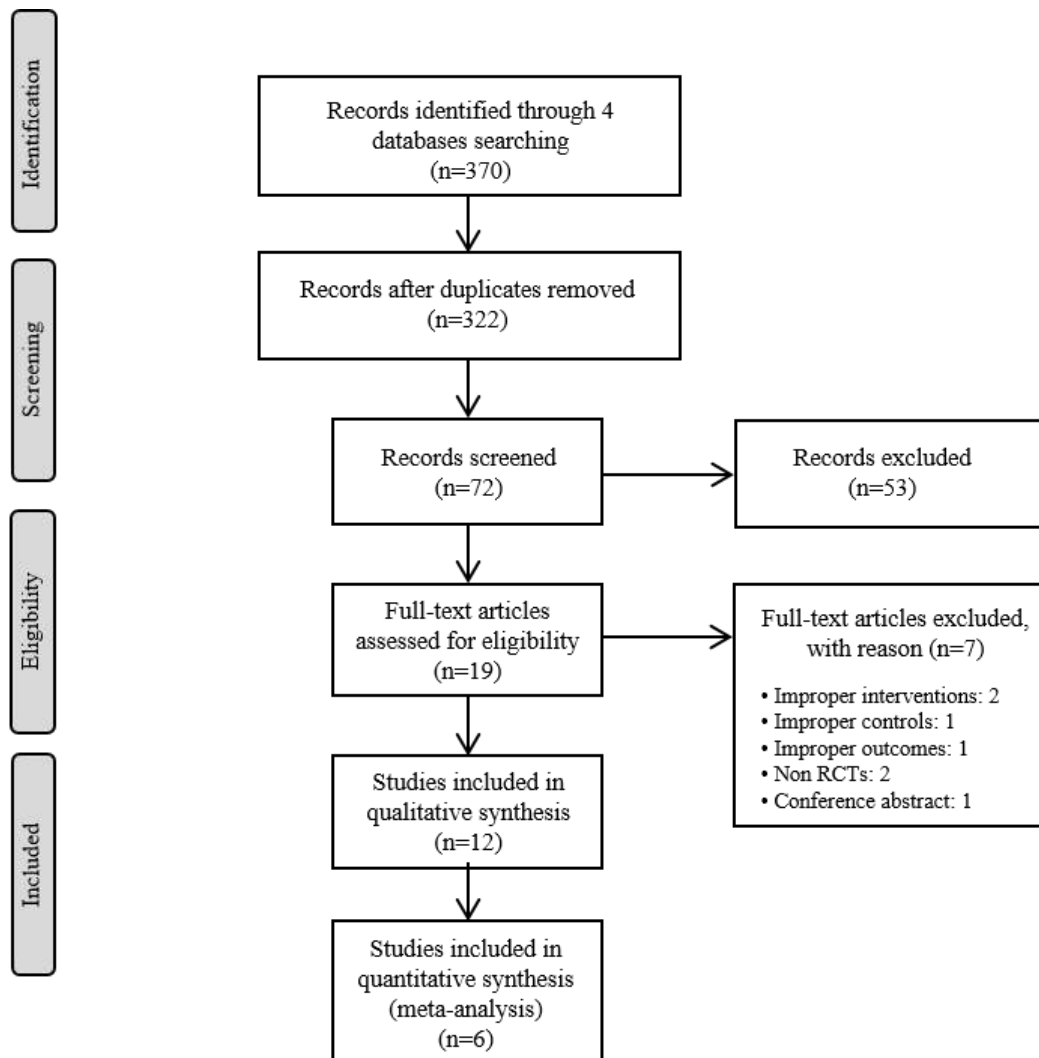 Identification
Records identified through 4
databases searching
(n=370)
Screening
Records after duplicates removed
(n=322)
Records screened
(n=72)
Records excluded
(n=53)
Eligibility
Full-text articles
assessed for eligibility
(n=19)
Full-text articles excluded,
with reason (n=7)
• Improper interventions: 2
• Improper controls: 1
• Improper outcomes: 1
• Non RCTs: 2
• Conference abstract: 1
Included
Studies included in
qualitative synthesis
(n=12)
Studies included in
quantitative synthesis
(meta-analysis)
(n=6)